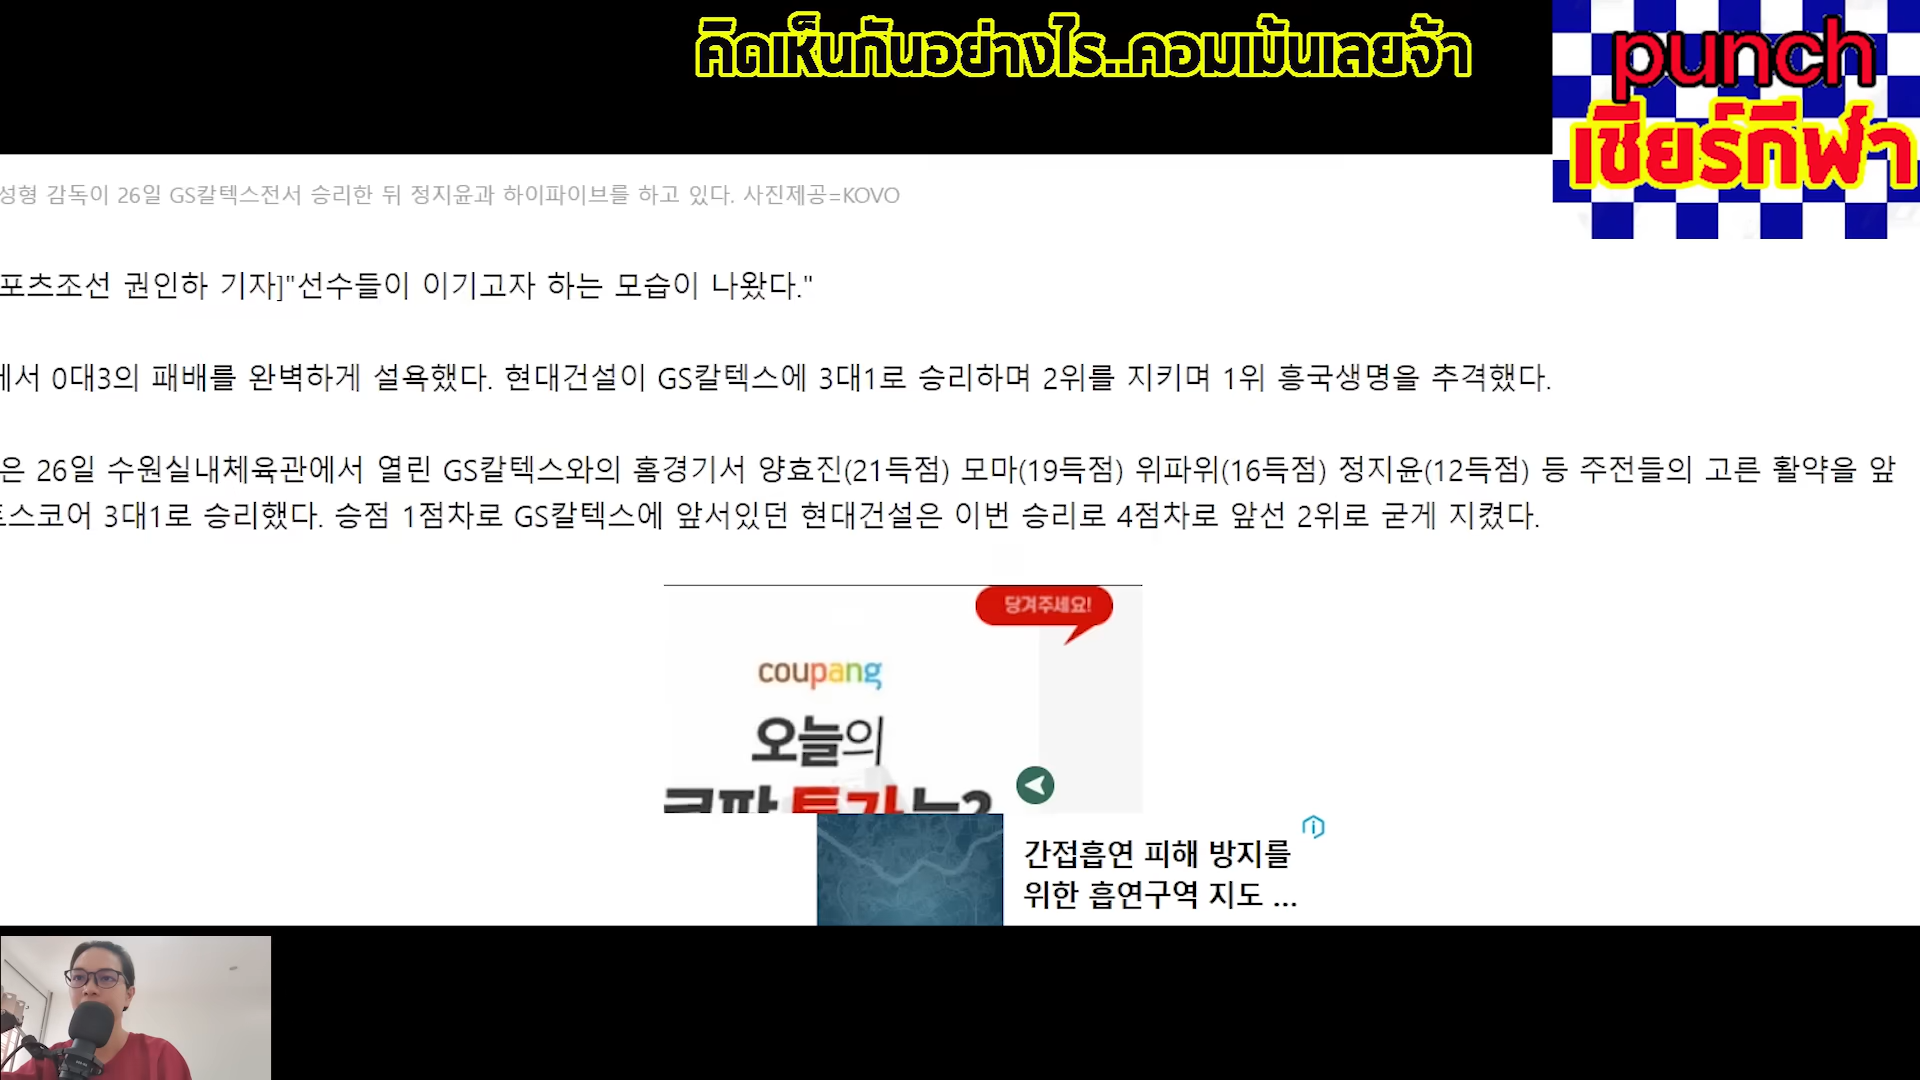 คิดเห็นกันอย่างไร..คอมเม้นเลยจ้า
punch
เชียร์กีฬา
성형 감독이 26일 GS칼텍스전서 승리한 뒤 정지윤과 하이파이브를 하고 있다. 사진제공=KOVO
포츠조선 권인하 기자]"선수들이 이기고자 하는 모습이 나왔다."
에서 0대3의 패배를 완벽하게 설욕했다. 현대건설이 GS칼텍스에 3대1로 승리하며 2위를 지키며 1위 흥국생명을 추격했다.
은 26일 수원실내체육관에서 열린 GS칼텍스와의 홈경기서 양효진(21득점) 모마(19득점) 위파위(16득점) 정지윤(12득점) 등 주전들의 고른 활약을 앞
트스코어 3대1로 승리했다. 승점 1점차로 GS칼텍스에 앞서있던 현대건설은 이번 승리로 4점차로 앞선 2위로 굳게 지켰다.
당겨주세요!
coupang
오늘의
쿠팡 특가는?
간접흡연 피해 방지를
위한 흡연구역 지도 ...